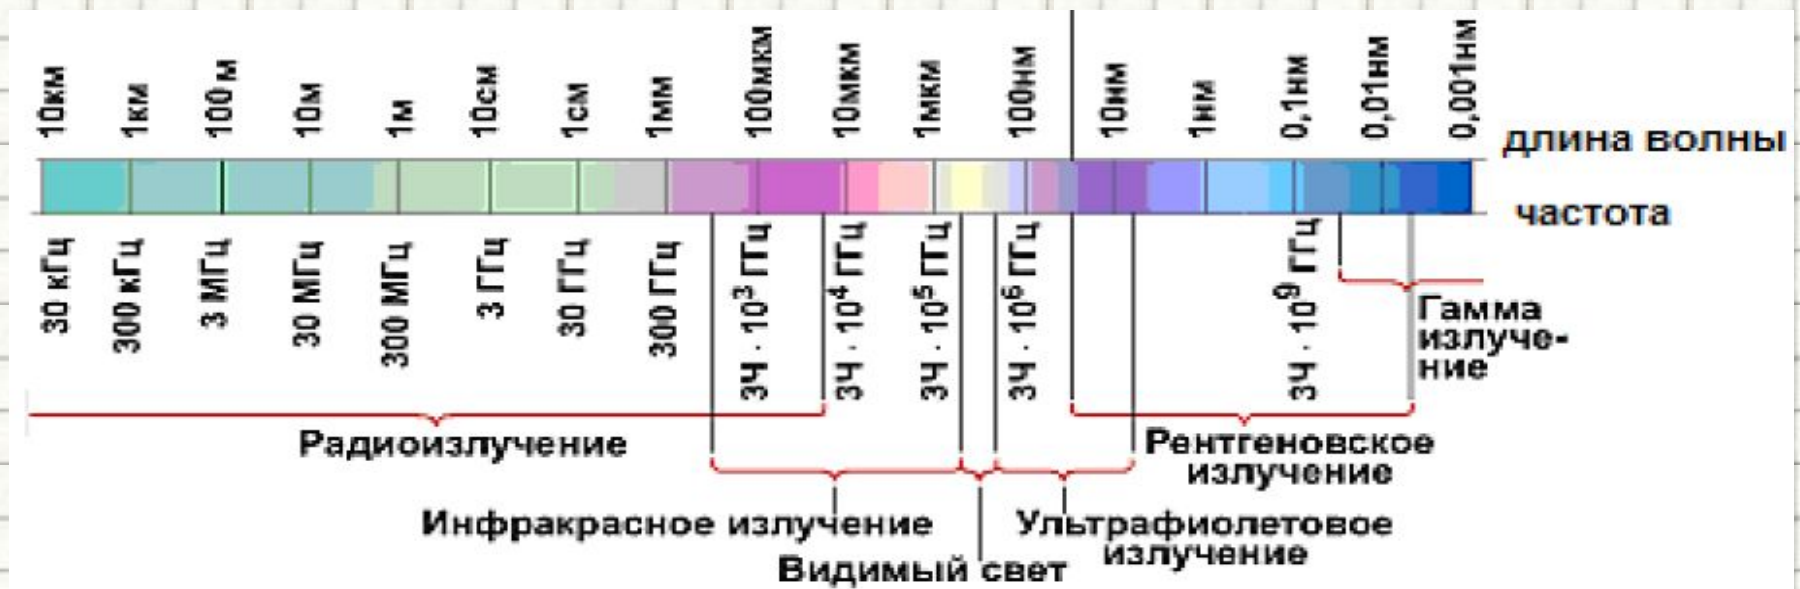 10км
1км
100м
10м
1м
10см
1см
1мм
100мкм
10мкм
1мкм
100нм
10нм
1нм
0,1нм
0,01нм
0,001нм
длина волны
частота
30 кГц
300 кГц
3 МГц
30 МГц
300 МГц
3 ГГц
30 ГГц
300 ГГц
3Ч · 10³ ГГц
3Ч · 10⁴ ГГц
3Ч · 10⁵ ГГц
3Ч · 10⁶ ГГц
3Ч · 10⁹ ГГц
Гамма
излуче-
ние
Радиоизлучение
Рентгеновское
излучение
Инфракрасное излучение
Ультрафиолетовое
излучение
Видимый свет